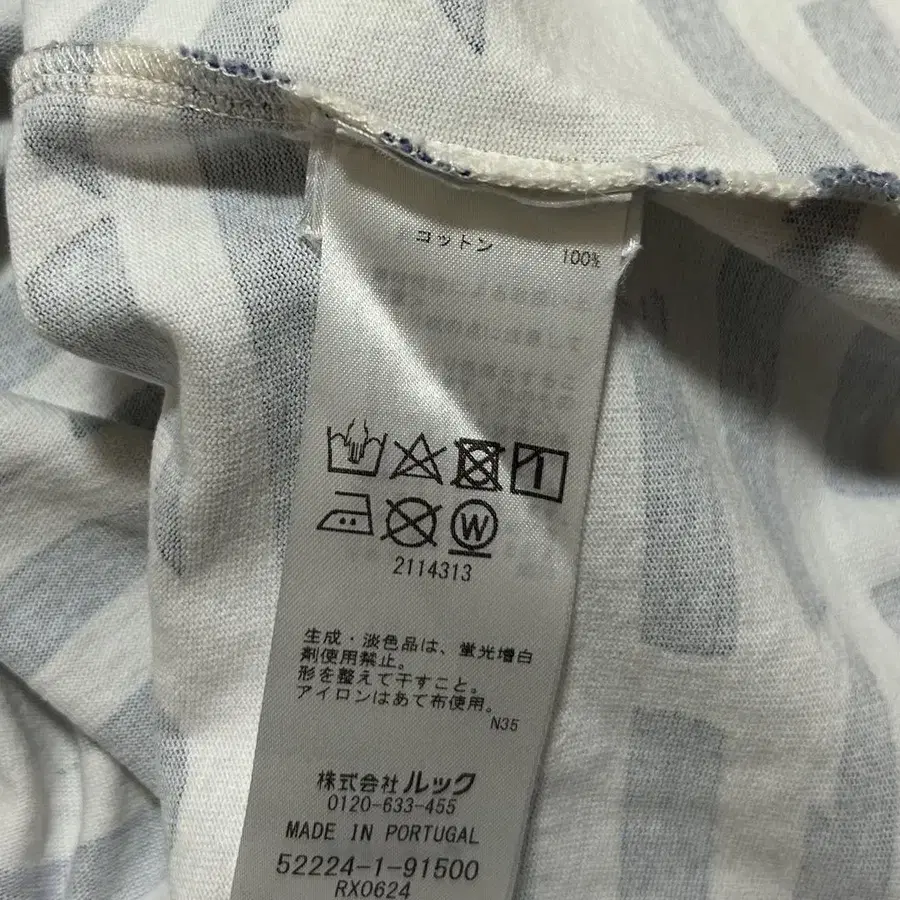 コットン
100%
W
2114313
生成・淡色品は、蛍光増白
剤使用禁止。
形を整えて干すこと。
アイロンはあて布使用。
N35
株式会社 ルック
0120-633-455
MADE IN PORTUGAL
52224-1-91500
RX0624